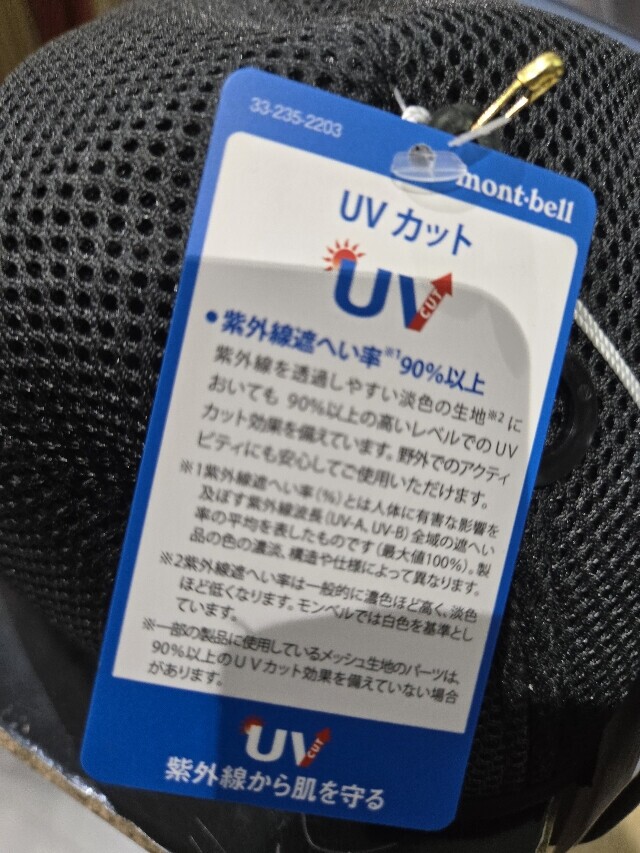 33-235-2203
mont-bell
UV カット
UV CUT
● 紫外線遮へい率※1 90%以上
紫外線を透過しやすい淡色の生地※2 に
おいても 90%以上の高いレベルでの UV
カット効果を備えています。野外でのアクティ
ビティにも安心してご使用いただけます。
※1紫外線遮へい率(%)とは人体に有害な影響を
及ぼす紫外線波長(UV-A, UV-B)全域の遮へい
率の平均を表したものです(最大値100%)。製
品の色の濃淡、構造や仕様によって異なります。
※2紫外線遮へい率は一般的に濃色ほど高く、淡色
ほど低くなります。モンベルでは白色を基準とし
ています。
※一部の製品に使用しているメッシュ生地のパーツは、
90%以上のUVカット効果を備えていない場合
があります。
UV CUT
紫外線から肌を守る